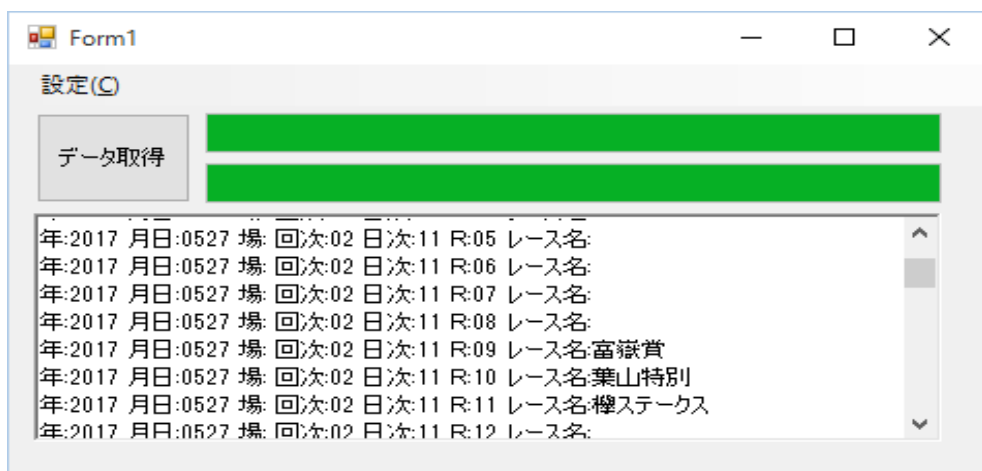 Form1
設定(C)
データ取得
年:2017 月日:0527 場: 回次:02 日次:11 R:05 レース名:
年:2017 月日:0527 場: 回次:02 日次:11 R:06 レース名:
年:2017 月日:0527 場: 回次:02 日次:11 R:07 レース名:
年:2017 月日:0527 場: 回次:02 日次:11 R:08 レース名:
年:2017 月日:0527 場: 回次:02 日次:11 R:09 レース名:富嶽賞
年:2017 月日:0527 場: 回次:02 日次:11 R:10 レース名:葉山特別
年:2017 月日:0527 場: 回次:02 日次:11 R:11 レース名:欅ステークス
年:2017 月日:0527 場: 回次:02 日次:11 R:12 レース名: